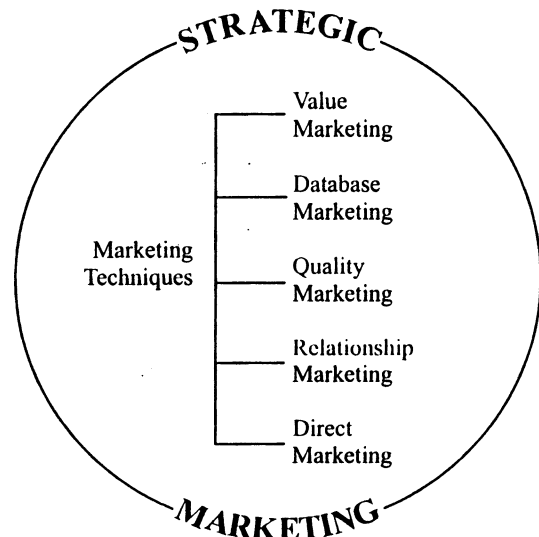 STRATEGIC
Value
Marketing
Database
Marketing
Marketing
Techniques
Quality
Marketing
Relationship
Marketing
Direct
Marketing
MARKETING